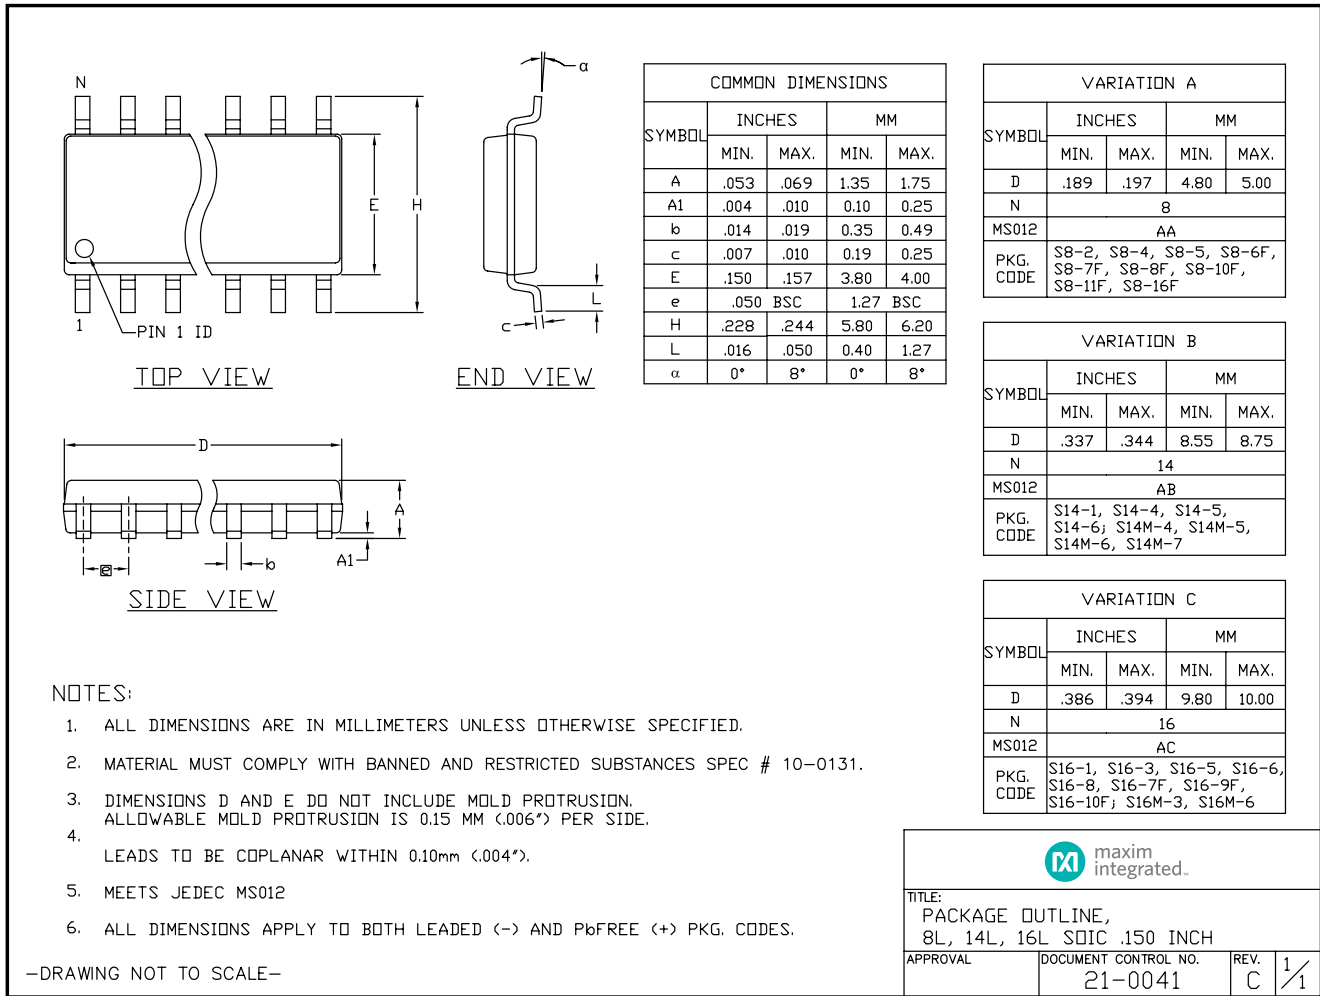 N
α
E
H
1
PIN 1 ID
L
c
TOP VIEW
END VIEW
D
A
A1
e
b
SIDE VIEW
COMMON DIMENSIONS
SYMBOL INCHES MM
MIN. MAX. MIN. MAX.
A .053 .069 1.35 1.75
A1 .004 .010 0.10 0.25
b .014 .019 0.35 0.49
c .007 .010 0.19 0.25
E .150 .157 3.80 4.00
e .050 BSC 1.27 BSC
H .228 .244 5.80 6.20
L .016 .050 0.40 1.27
α 0° 8° 0° 8°
VARIATION A
SYMBOL INCHES MM
MIN. MAX. MIN. MAX.
D .189 .197 4.80 5.00
N 8
MS012 AA
PKG. CODE
S8-2, S8-4, S8-5, S8-6F,
S8-7F, S8-8F, S8-10F,
S8-11F, S8-16F
VARIATION B
SYMBOL INCHES MM
MIN. MAX. MIN. MAX.
D .337 .344 8.55 8.75
N 14
MS012 AB
PKG. CODE
S14-1, S14-4, S14-5,
S14-6; S14M-4, S14M-5,
S14M-6, S14M-7
VARIATION C
SYMBOL INCHES MM
MIN. MAX. MIN. MAX.
D .386 .394 9.80 10.00
N 16
MS012 AC
PKG. CODE
S16-1, S16-3, S16-5, S16-6,
S16-8, S16-7F, S16-9F,
S16-10F; S16M-3, S16M-6
NOTES:
1. ALL DIMENSIONS ARE IN MILLIMETERS UNLESS OTHERWISE SPECIFIED.
2. MATERIAL MUST COMPLY WITH BANNED AND RESTRICTED SUBSTANCES SPEC # 10-0131.
3. DIMENSIONS D AND E DO NOT INCLUDE MOLD PROTRUSION.
ALLOWABLE MOLD PROTRUSION IS 0.15 MM (.006") PER SIDE.
4.
LEADS TO BE COPLANAR WITHIN 0.10mm (.004").
5. MEETS JEDEC MS012
6. ALL DIMENSIONS APPLY TO BOTH LEADED (-) AND PbFREE (+) PKG. CODES.
-DRAWING NOT TO SCALE-
maxim
integrated™
TITLE:
PACKAGE OUTLINE,
8L, 14L, 16L SOIC .150 INCH
APPROVAL
DOCUMENT CONTROL NO.
21-0041
REV.
C
1/1